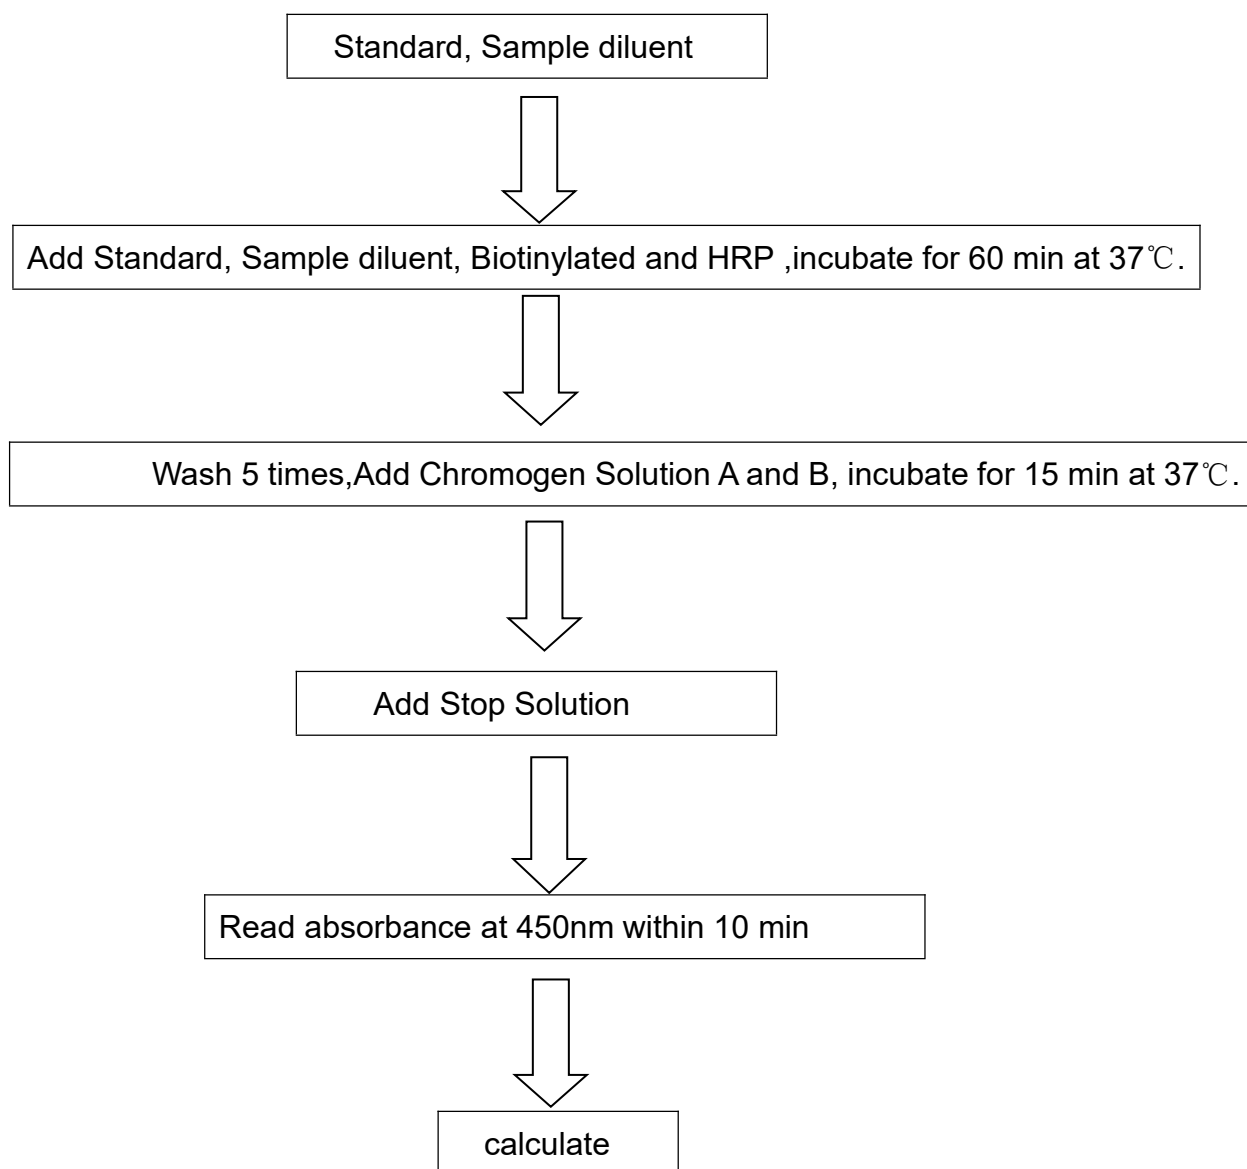 Standard, Sample diluent
Add Standard, Sample diluent, Biotinylated and HRP ,incubate for 60 min at 37℃.
Wash 5 times,Add Chromogen Solution A and B, incubate for 15 min at 37℃.
Add Stop Solution
Read absorbance at 450nm within 10 min
calculate